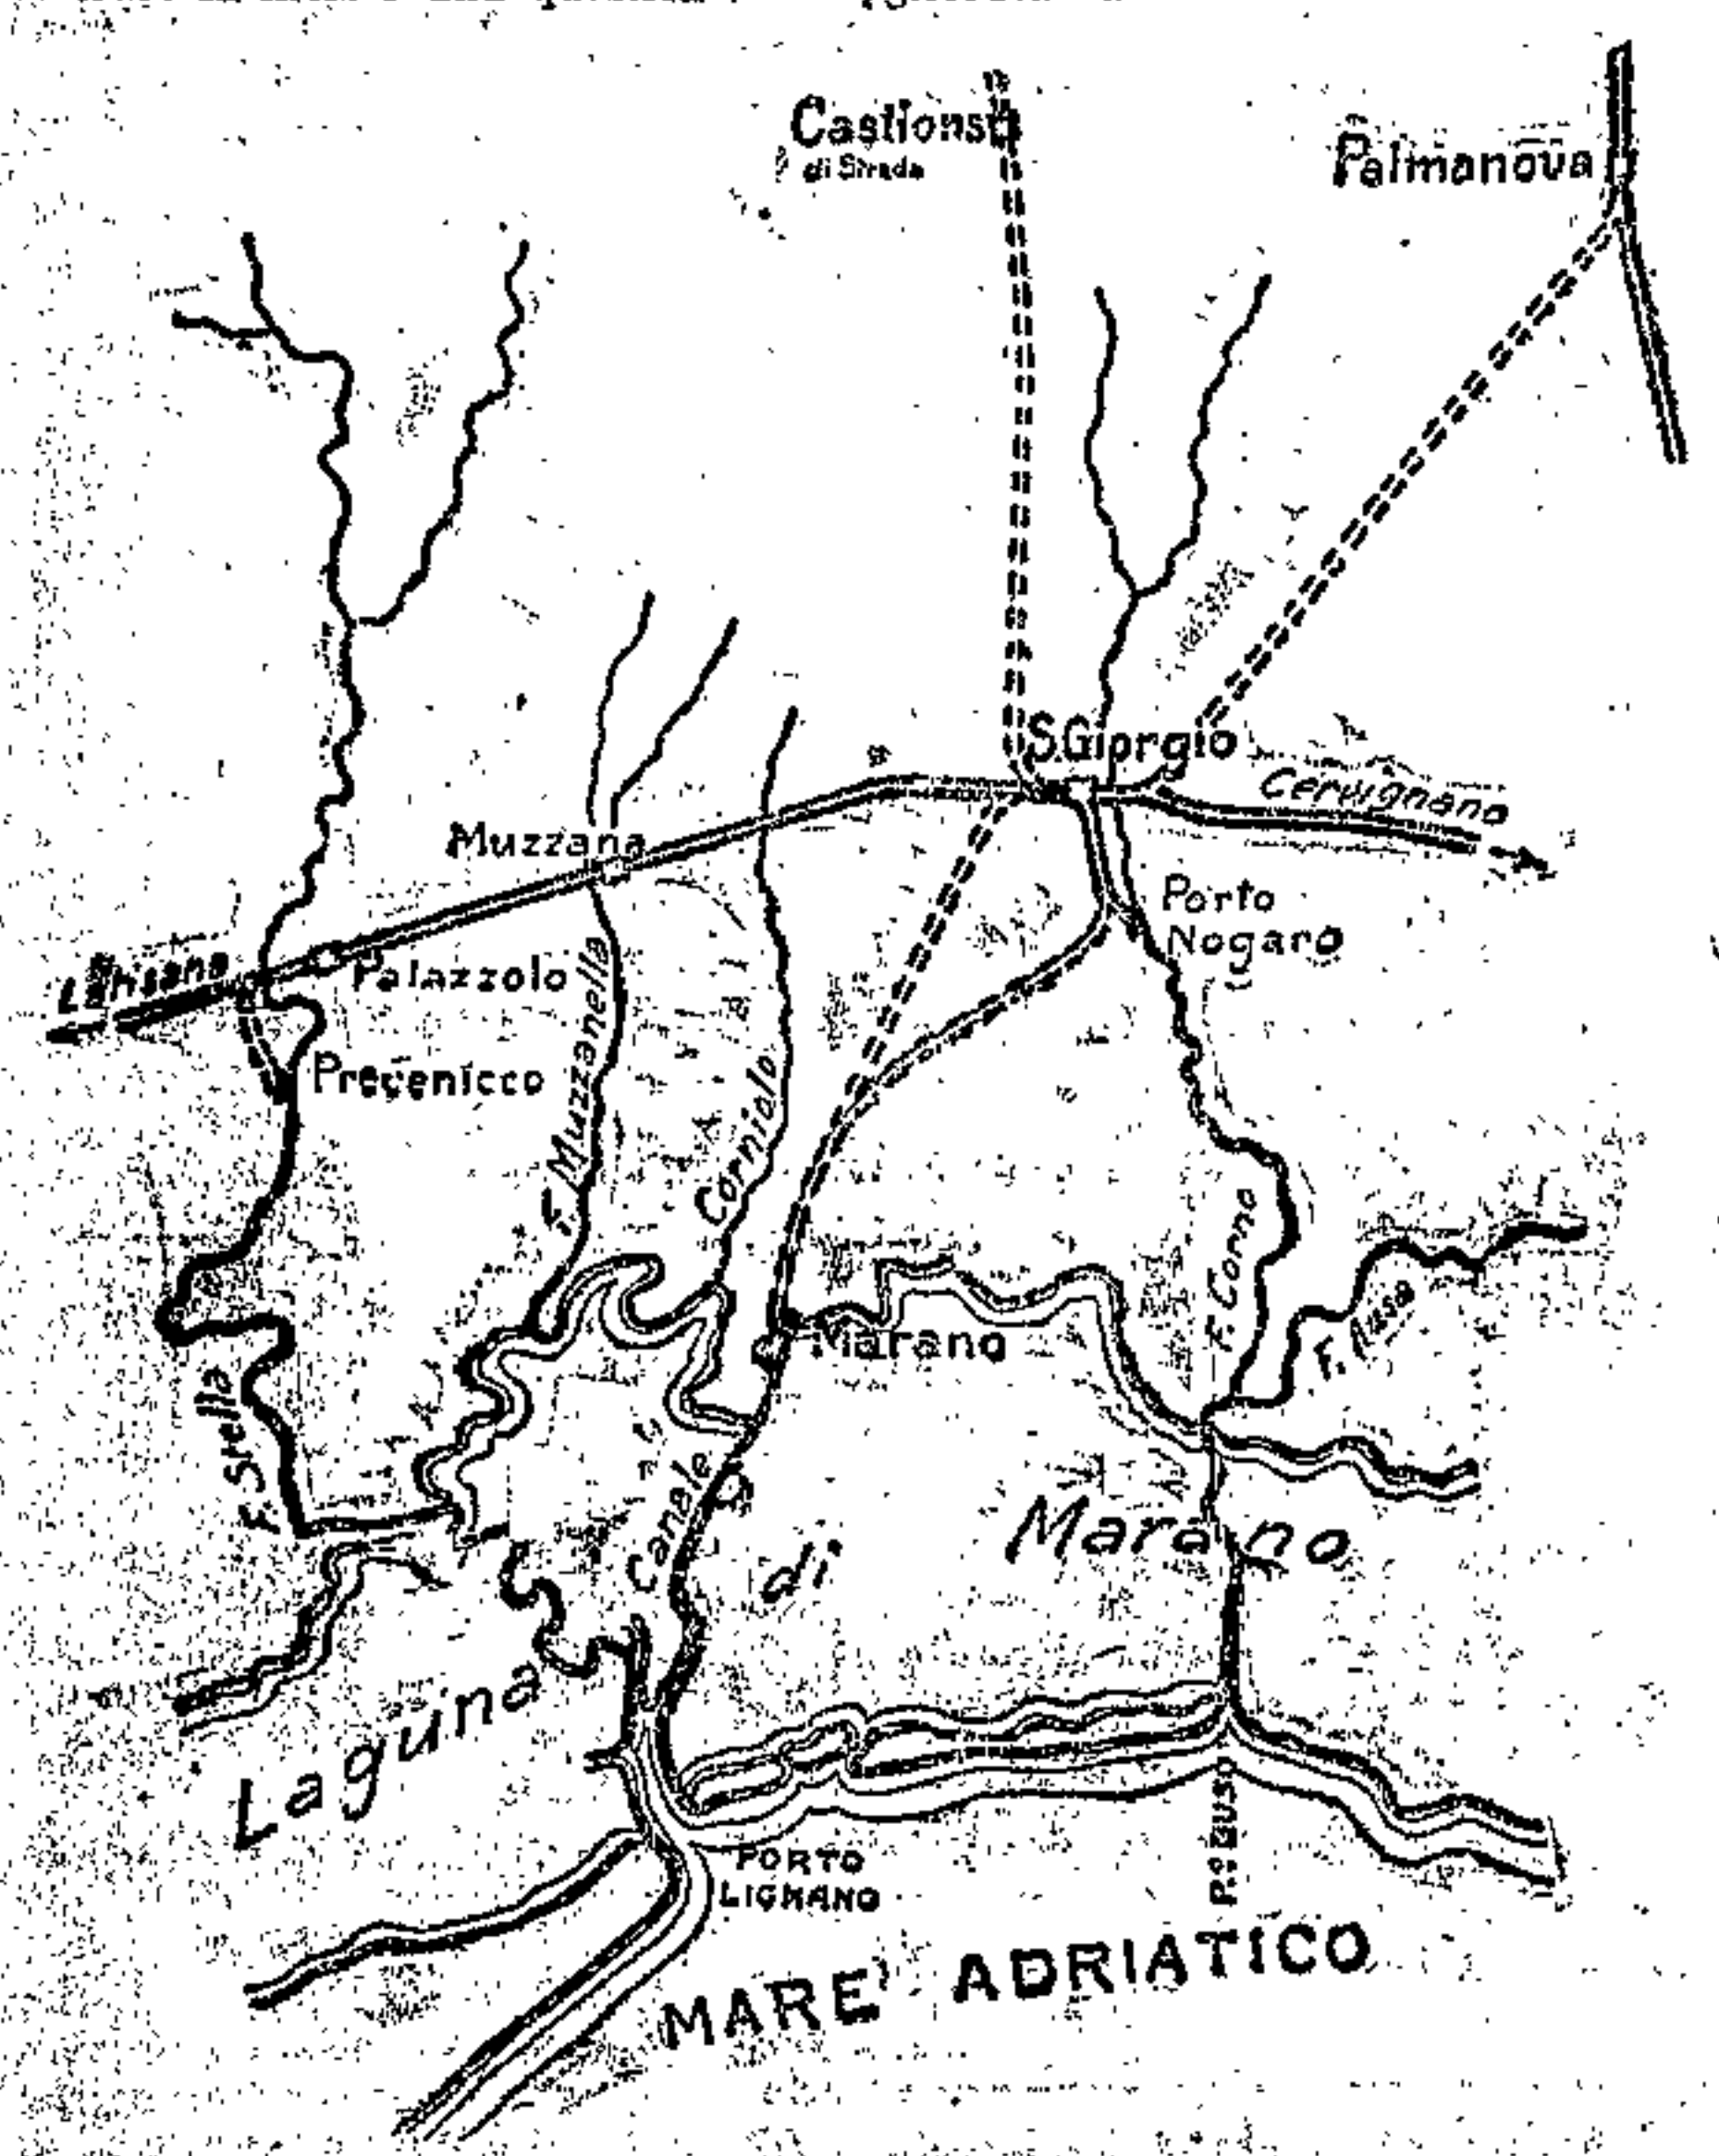 Castions
di Strada
Palmanova
S. Giorgio
Cervignano
Muzzana
Porto
Nogaro
Palazzolo
Precenicco
F. Muzzanella
Corniolo
F. Corno
Marano
F. Stella
Canale
Laguna di Marano
PORTO
LIGNANO
P.º BUSO
MARE ADRIATICO